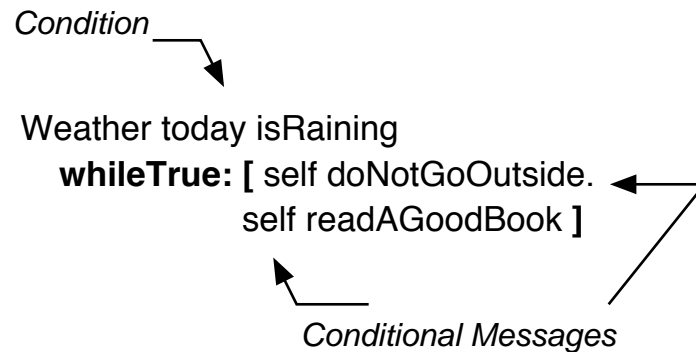 Condition
Weather today isRaining
whileTrue: [ self doNotGoOutside.
self readAGoodBook ]
Conditional Messages